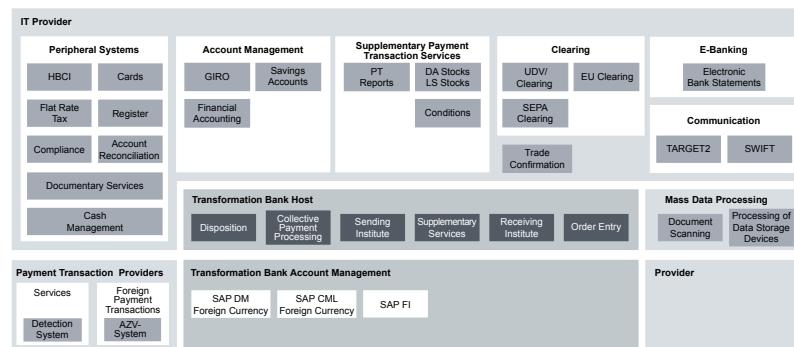 IT Provider
Peripheral Systems
HBCI
Cards
Flat Rate
Tax
Register
Compliance
Account
Reconciliation
Documentary Services
Cash
Management
Account Management
GIRO
Savings
Accounts
Financial
Accounting
Supplementary Payment
Transaction Services
PT
Reports
DA Stocks
LS Stocks
Conditions
Clearing
UDV/
Clearing
EU Clearing
SEPA
Clearing
Trade
Confirmation
E-Banking
Electronic
Bank Statements
Communication
TARGET2
SWIFT
Transformation Bank Host
Disposition
Collective
Payment
Processing
Sending
Institute
Supplementary
Services
Receiving
Institute
Order Entry
Mass Data Processing
Document
Scanning
Processing of
Data Storage
Devices
Payment Transaction Providers
Services
Detection
System
Foreign
Payment
Transactions
AZV-
System
Transformation Bank Account Management
SAP DM
Foreign Currency
SAP CML
Foreign Currency
SAP FI
Provider